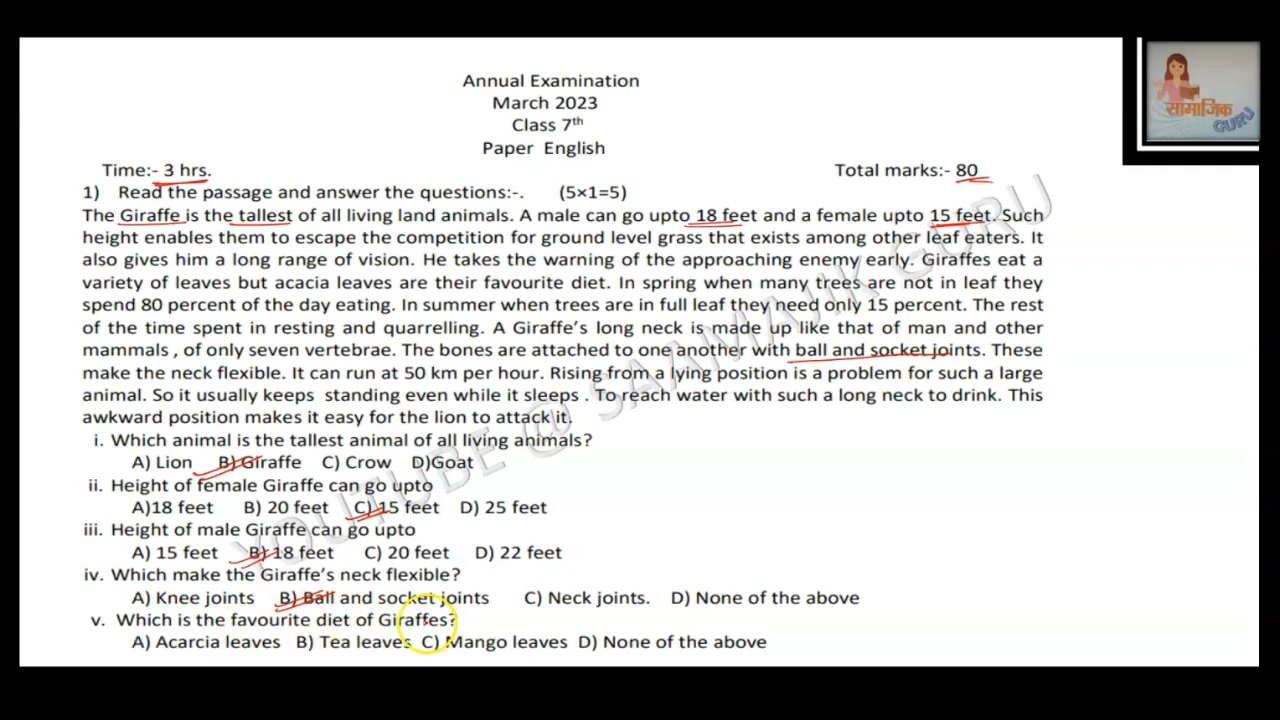 Annual Examination
March 2023
Class 7th
Paper English
Time:- 3 hrs. Total marks:- 80
1) Read the passage and answer the questions:-. (5×1=5)
The Giraffe is the tallest of all living land animals. A male can go upto 18 feet and a female upto 15 feet. Such
height enables them to escape the competition for ground level grass that exists among other leaf eaters. It
also gives him a long range of vision. He takes the warning of the approaching enemy early. Giraffes eat a
variety of leaves but acacia leaves are their favourite diet. In spring when many trees are not in leaf they
spend 80 percent of the day eating. In summer when trees are in full leaf they need only 15 percent. The rest
of the time spent in resting and quarrelling. A Giraffe's long neck is made up like that of man and other
mammals , of only seven vertebrae. The bones are attached to one another with ball and socket joints. These
make the neck flexible. It can run at 50 km per hour. Rising from a lying position is a problem for such a large
animal. So it usually keeps standing even while it sleeps . To reach water with such a long neck to drink. This
awkward position makes it easy for the lion to attack it.
i. Which animal is the tallest animal of all living animals?
A) Lion B) Giraffe C) Crow D)Goat
ii. Height of female Giraffe can go upto
A)18 feet B) 20 feet C) 15 feet D) 25 feet
iii. Height of male Giraffe can go upto
A) 15 feet B) 18 feet C) 20 feet D) 22 feet
iv. Which make the Giraffe's neck flexible?
A) Knee joints B) Ball and socket joints C) Neck joints. D) None of the above
v. Which is the favourite diet of Giraffes?
A) Acarcia leaves B) Tea leaves C) Mango leaves D) None of the above
YOUTUBE @ SAAMAJIK GURU
सामाजिक
GURU